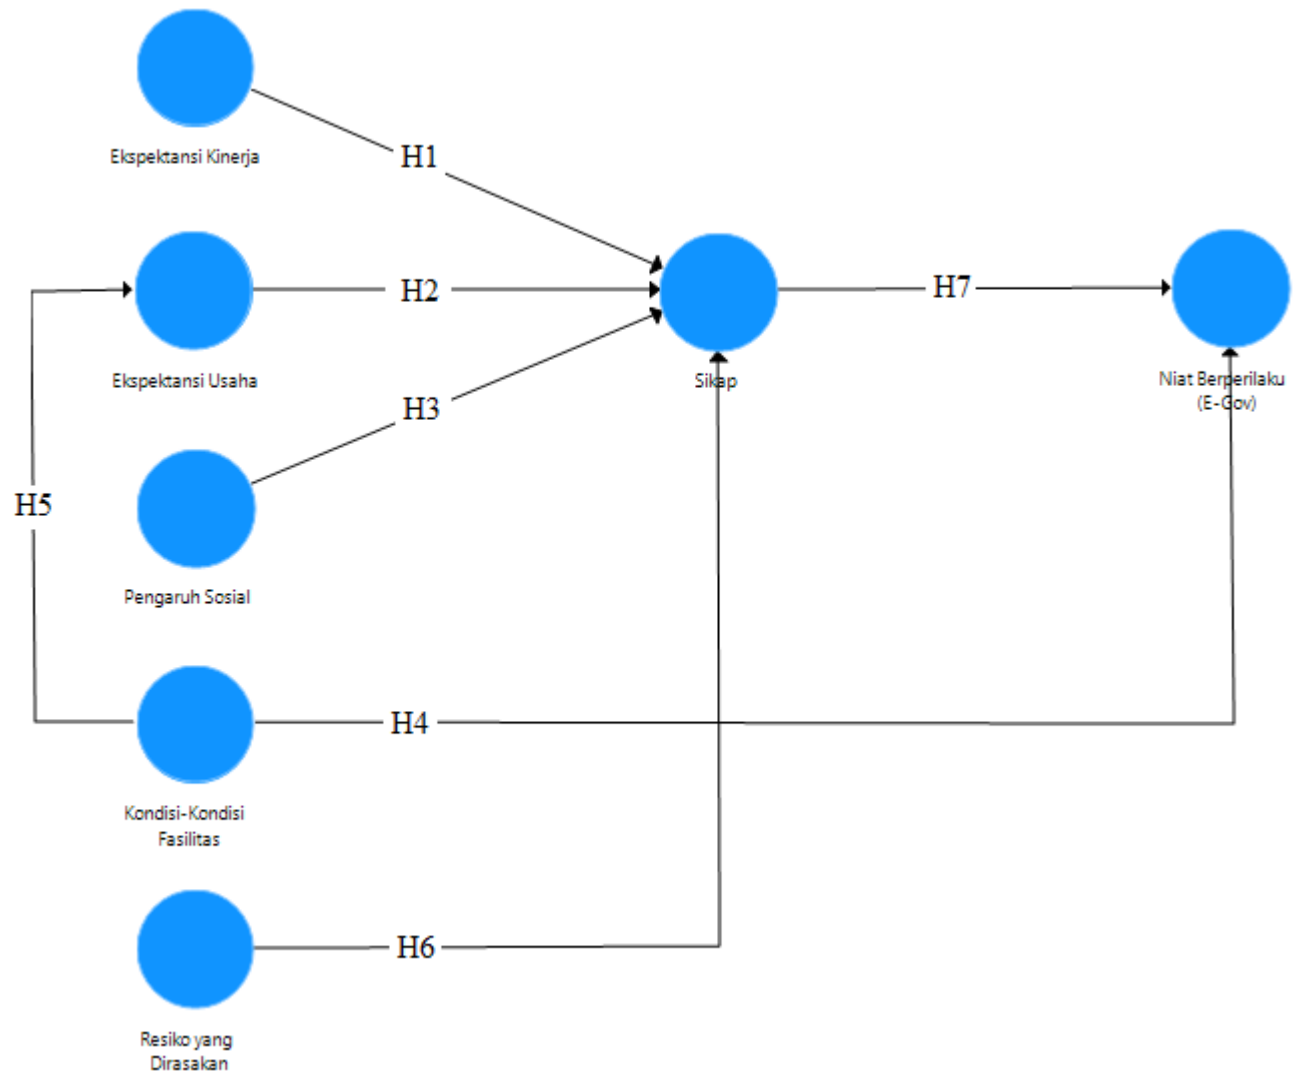 Ekspektansi Kinerja
H1
Ekspektansi Usaha
H2
Sikap
H7
Niat Berperilaku
(E-Gov)
H3
H5
Pengaruh Sosial
H4
Kondisi-Kondisi
Fasilitas
H6
Resiko yang
Dirasakan